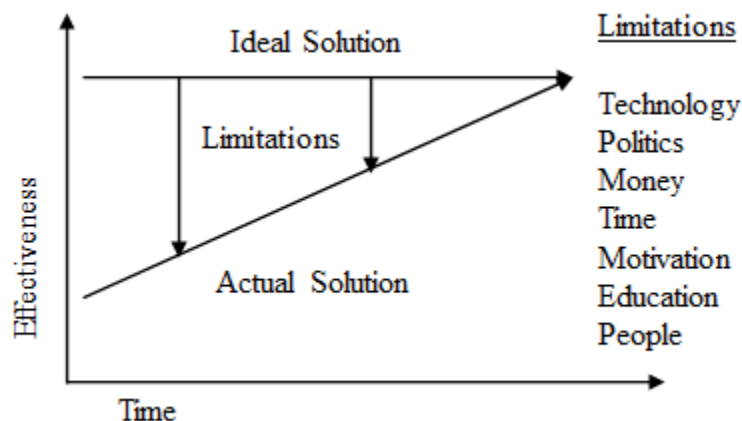 Ideal Solution
Limitations
Actual Solution
Effectiveness
Time
Limitations
Technology
Politics
Money
Time
Motivation
Education
People